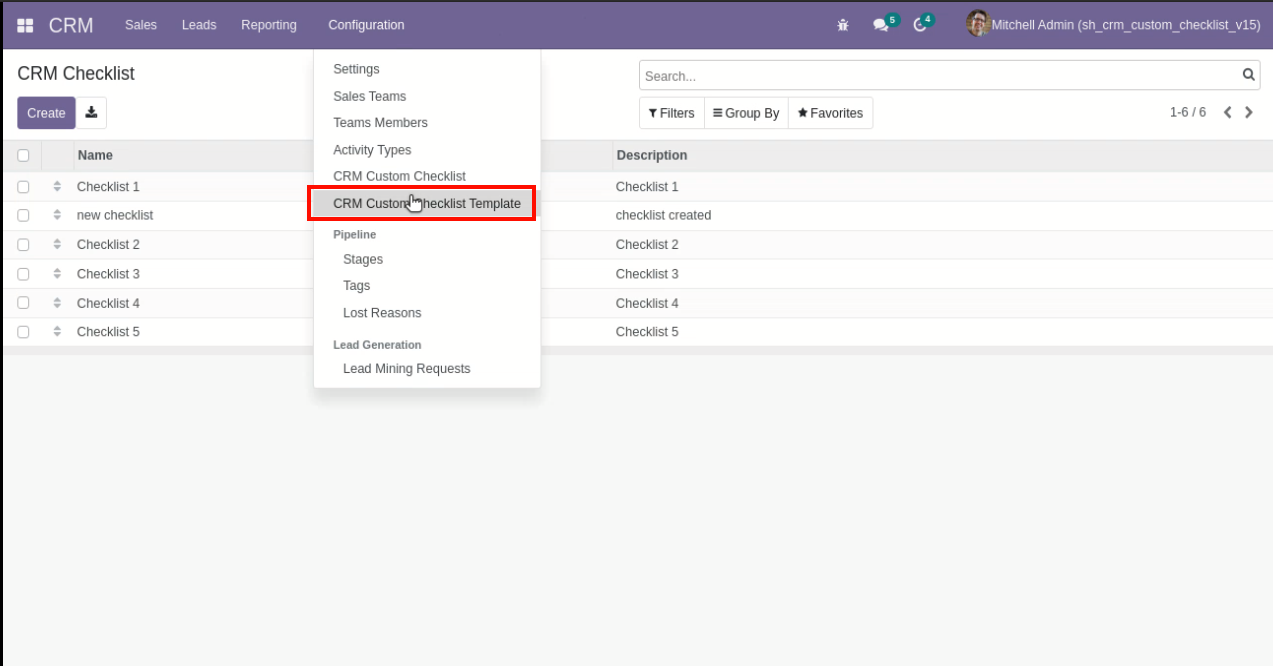 CRM Sales Leads Reporting Configuration 5 4 Mitchell Admin (sh_crm_custom_checklist_v15)
CRM Checklist
Search...
Create
Filters Group By Favorites 1-6 / 6
Settings
Sales Teams
Teams Members
Activity Types
CRM Custom Checklist
CRM Custom Checklist Template
Pipeline
Stages
Tags
Lost Reasons
Lead Generation
Lead Mining Requests
Name Description
Checklist 1 Checklist 1
new checklist checklist created
Checklist 2 Checklist 2
Checklist 3 Checklist 3
Checklist 4 Checklist 4
Checklist 5 Checklist 5